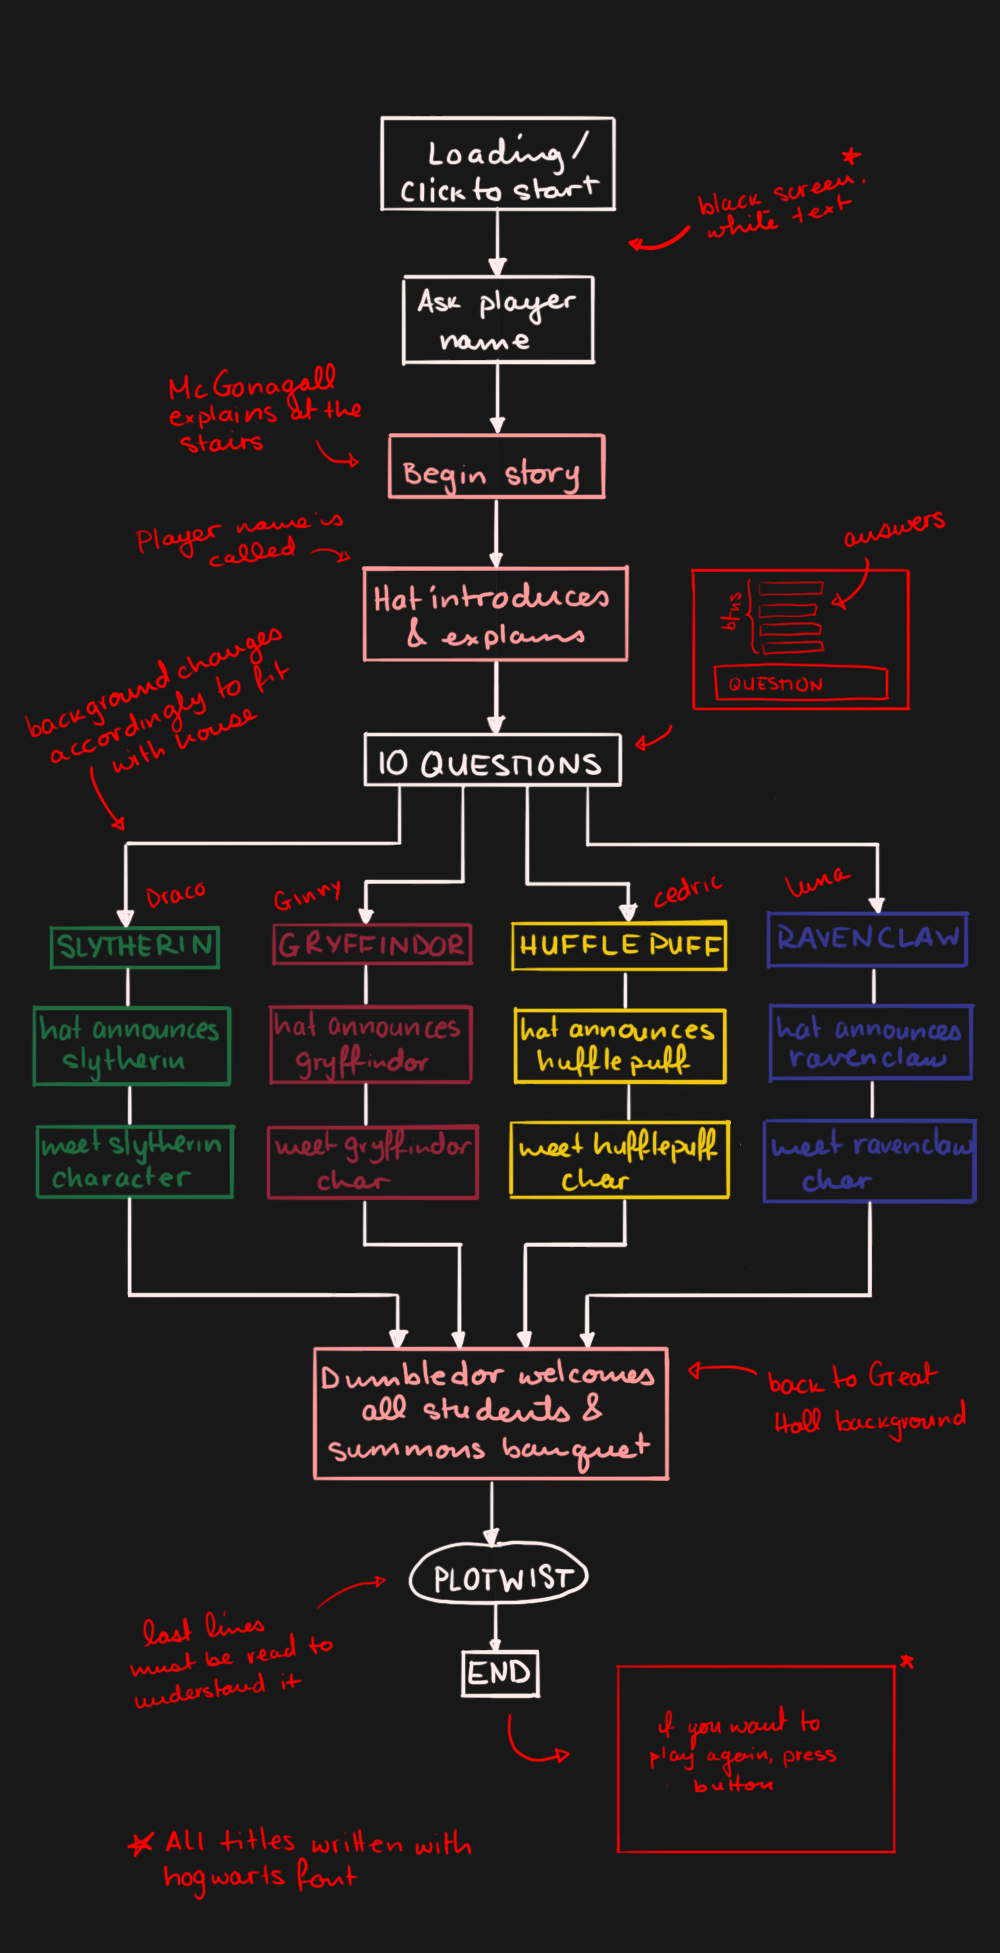 Loading/
Click to start
*
black screen,
white text
Ask player
name
McGonagall
explains at the
stairs
Begin story
Player name is
called
answers
Hat introduces
& explains
btns
QUESTION
background changes
accordingly to fit
with house
10 QUESTIONS
Draco
Ginny
cedric
luna
SLYTHERIN
GRYFFINDOR
HUFFLEPUFF
RAVENCLAW
hat announces
slytherin
hat announces
gryffindor
hat announces
hufflepuff
hat announces
ravenclaw
meet slytherin
character
meet gryffindor
char
meet hufflepuff
char
meet ravenclaw
char
Dumbledor welcomes
all students &
summons banquet
back to Great
Hall background
PLOTWIST
last lines
must be read to
understand it
END
*
if you want to
play again, press
button
* All titles written with
hogwarts font